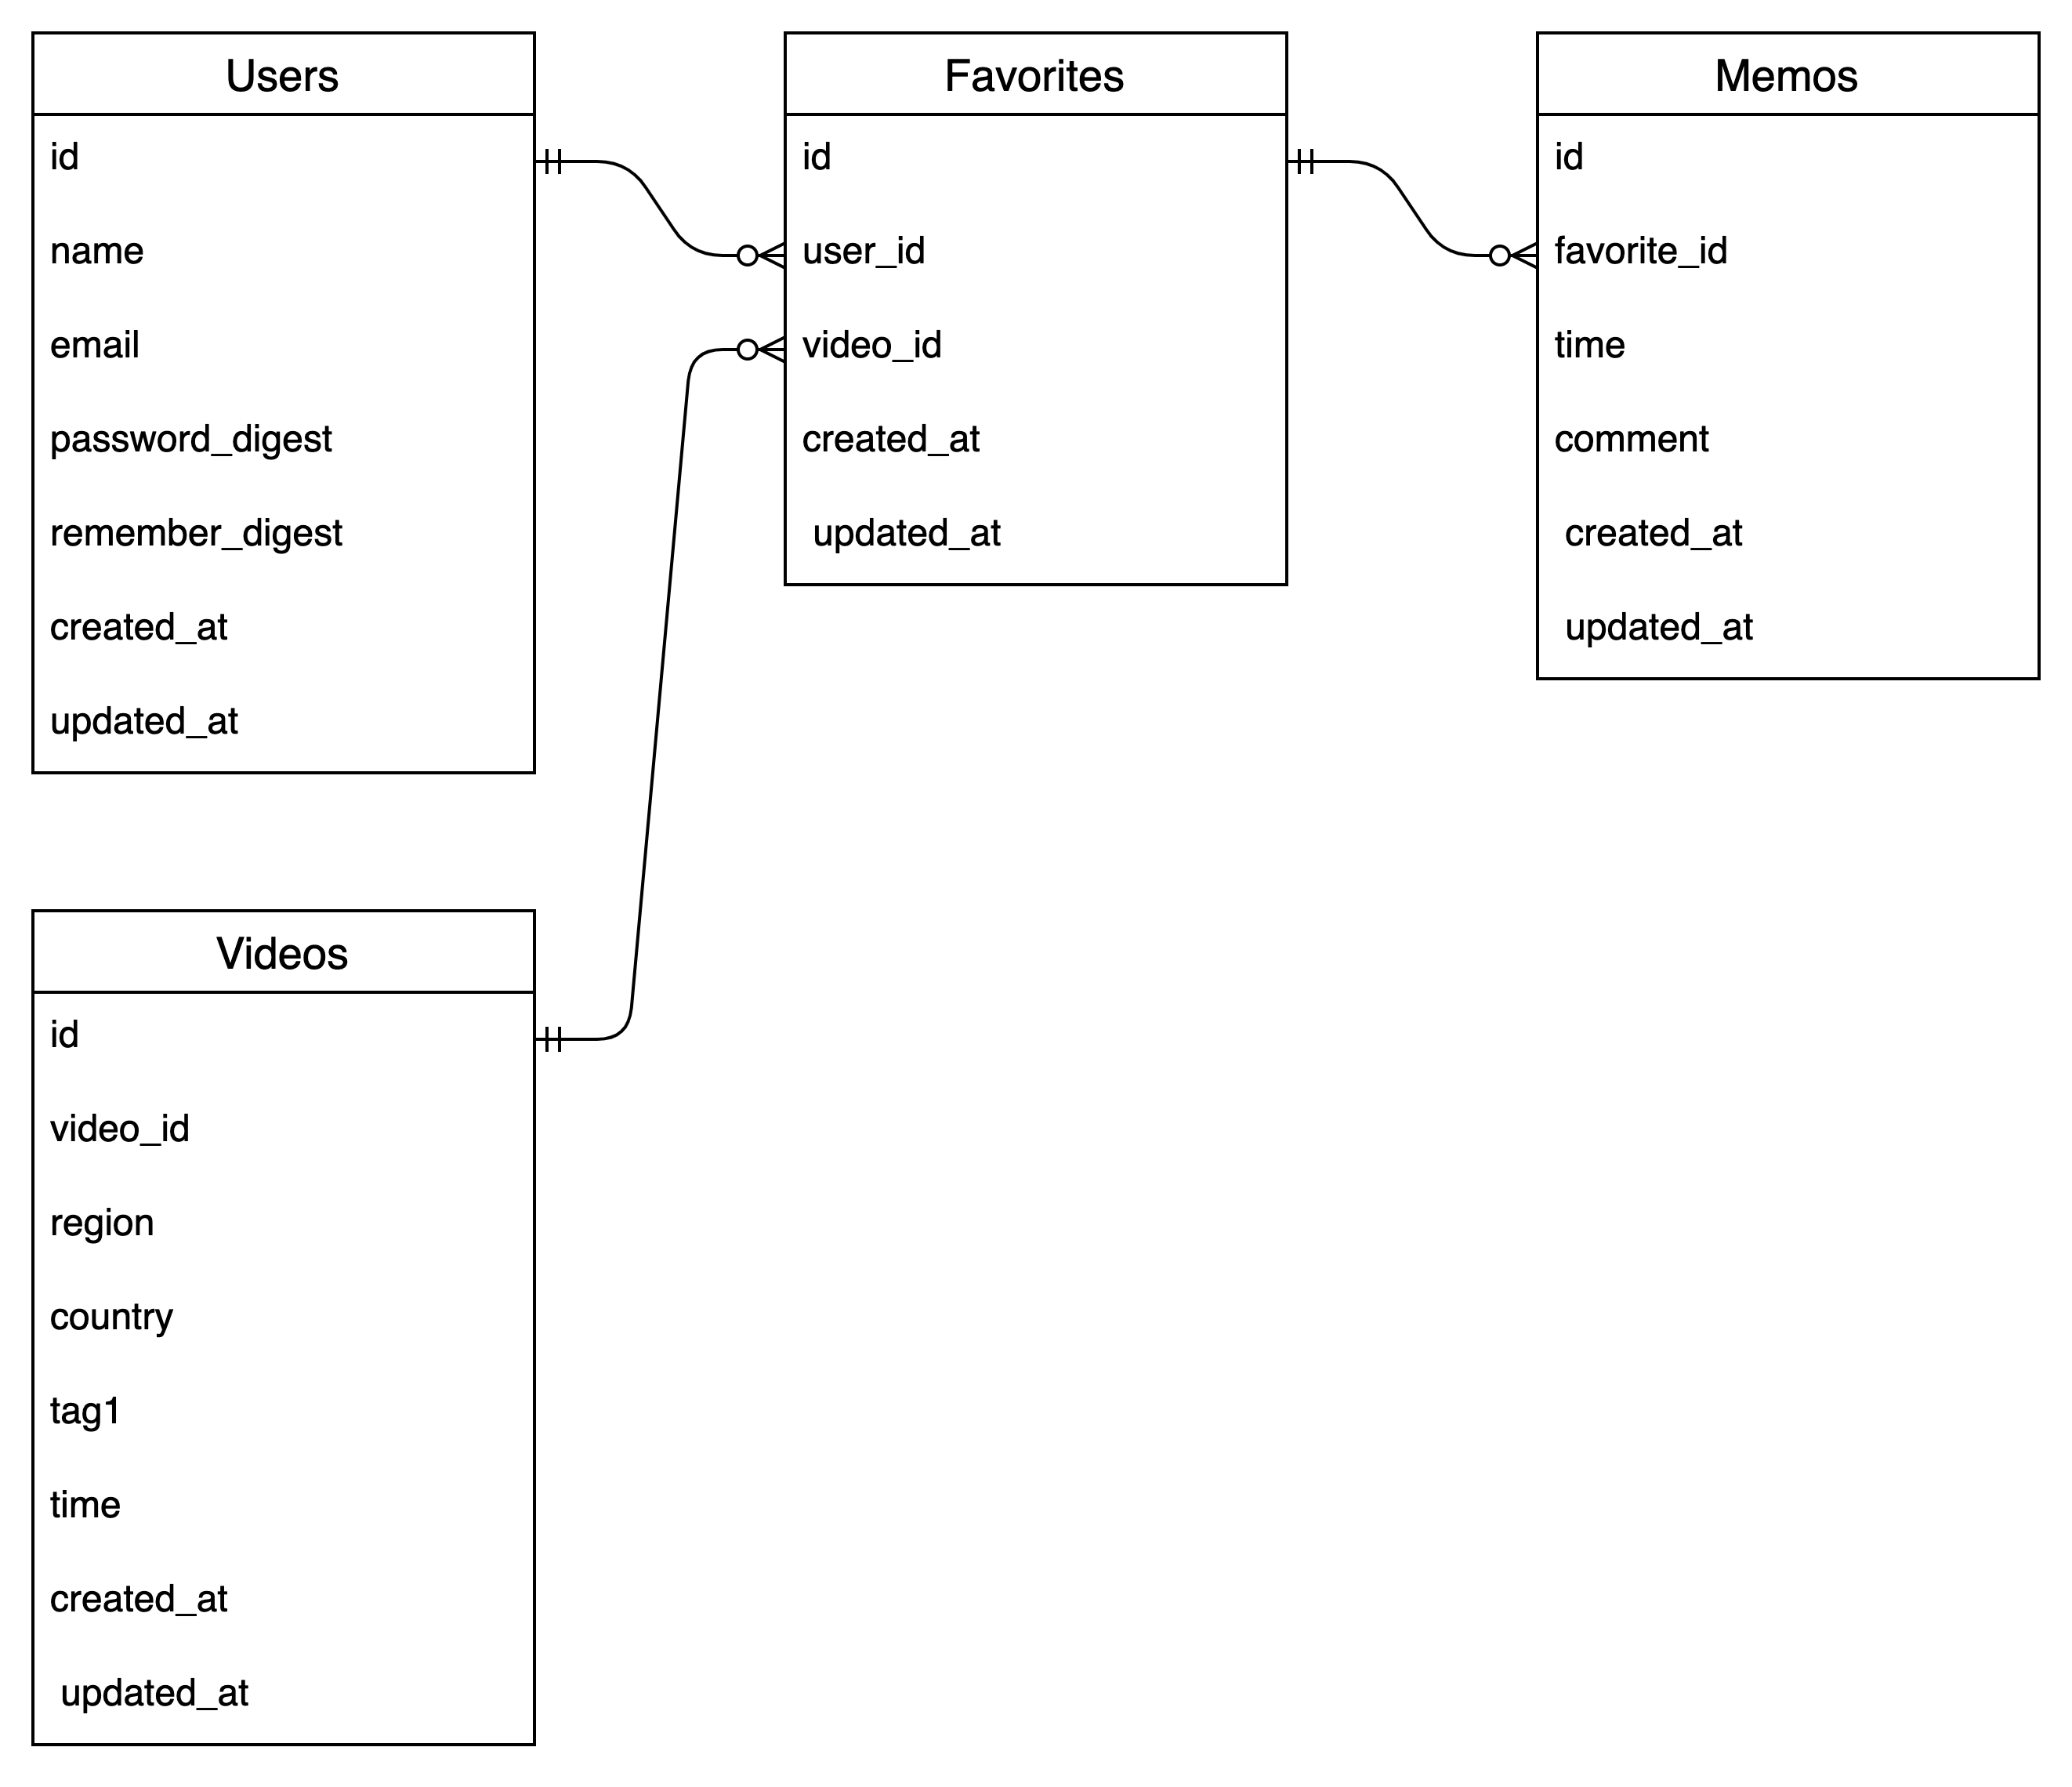 Users
id
name
email
password_digest
remember_digest
created_at
updated_at
Favorites
id
user_id
video_id
created_at
updated_at
Memos
id
favorite_id
time
comment
created_at
updated_at
Videos
id
video_id
region
country
tag1
time
created_at
updated_at